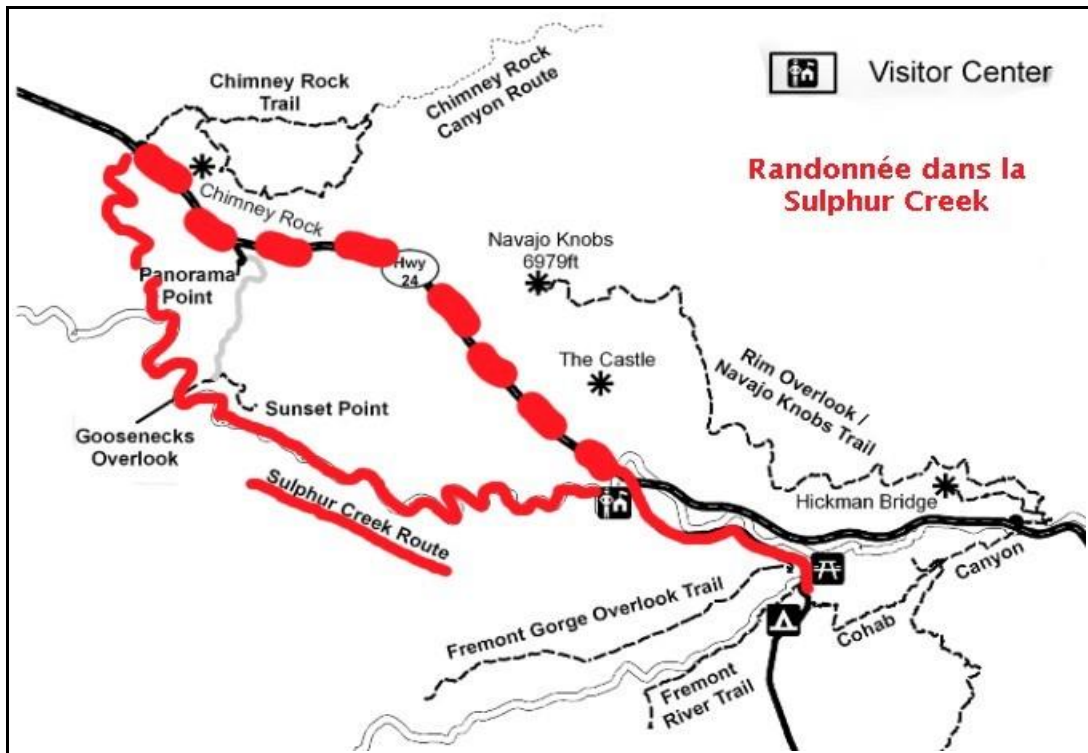 Chimney Rock
Trail
Chimney Rock
Canyon Route
Visitor Center
Randonnée dans la
Sulphur Creek
Chimney Rock
Navajo Knobs
6979ft
Hwy
24
Panorama
Point
The Castle
Rim Overlook /
Navajo Knobs Trail
Sunset Point
Goosenecks
Overlook
Sulphur Creek Route
Hickman Bridge
Canyon
Cohab
Fremont Gorge Overlook Trail
Fremont
River Trail